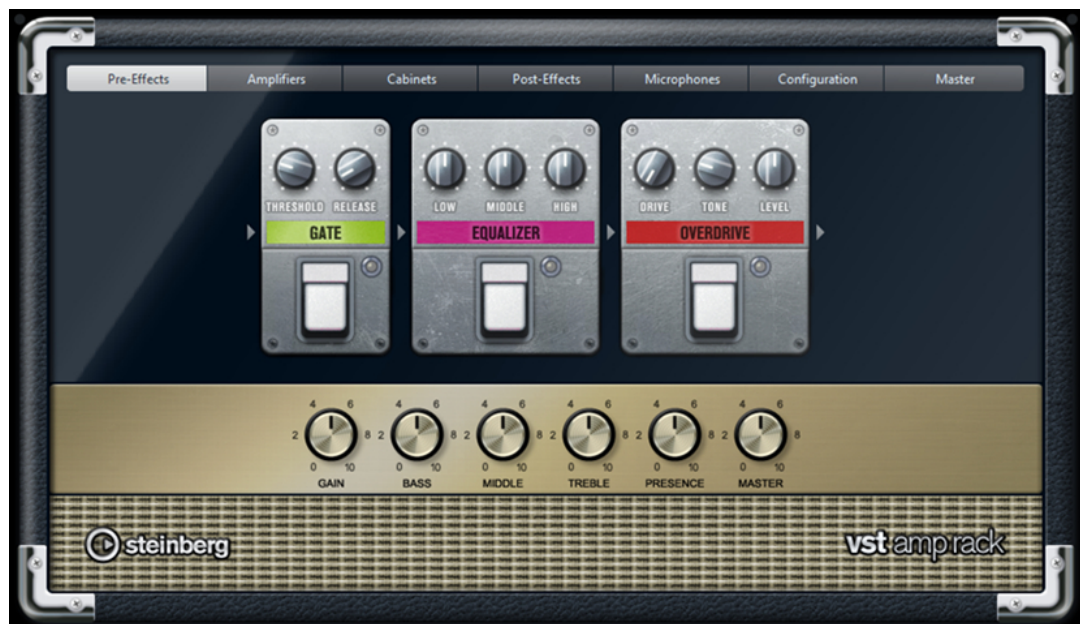 Pre-Effects Amplifiers Cabinets Post-Effects Microphones Configuration Master
THRESHOLD RELEASE
GATE
LOW MIDDLE HIGH
EQUALIZER
DRIVE TONE LEVEL
OVERDRIVE
4 6 4 6 4 6 4 6 4 6 4 6
2 8 2 8 2 8 2 8 2 8 2 8
0 10 0 10 0 10 0 10 0 10 0 10
GAIN BASS MIDDLE TREBLE PRESENCE MASTER
steinberg
vst amp rack